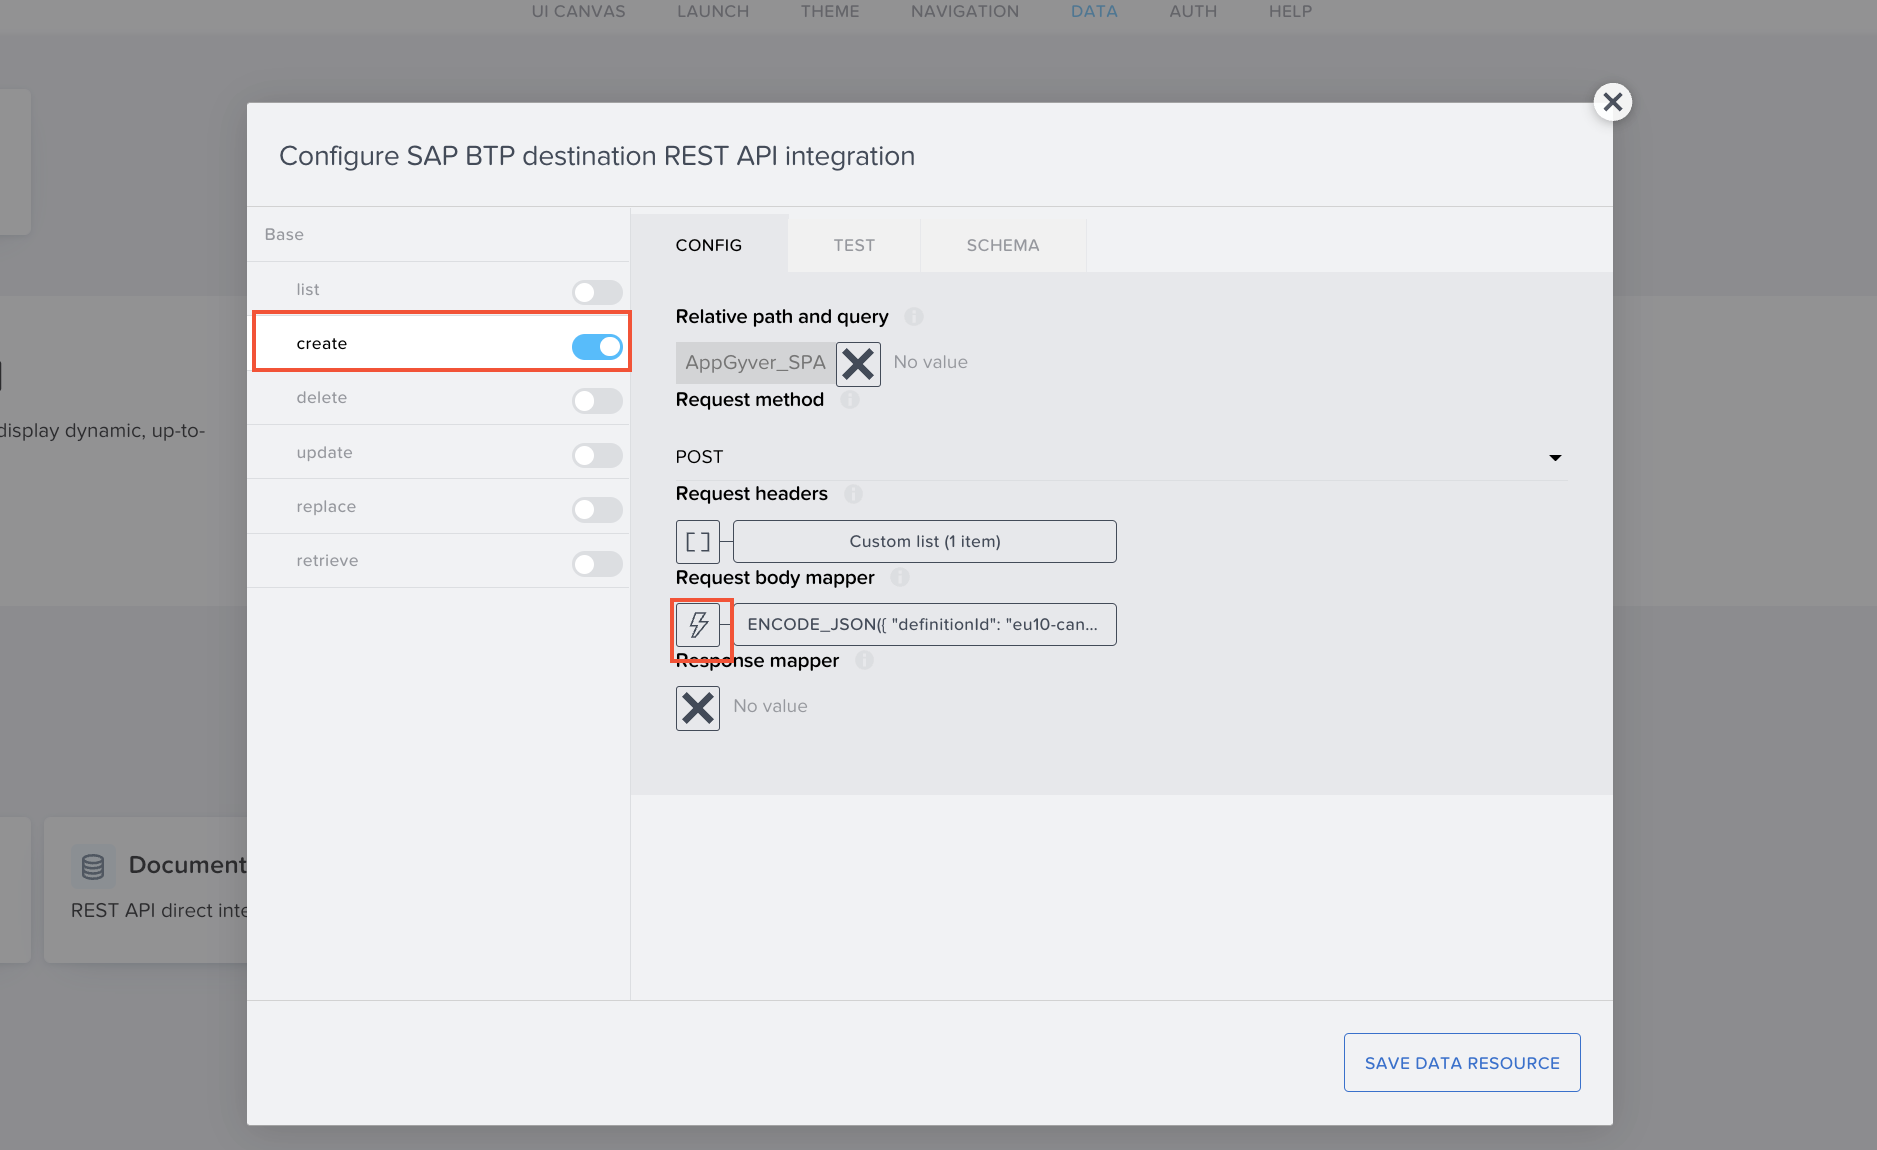 UI CANVAS LAUNCH THEME NAVIGATION DATA AUTH HELP
Configure SAP BTP destination REST API integration
Base
list
create
delete
update
replace
retrieve
CONFIG TEST SCHEMA
Relative path and query
AppGyver_SPA No value
Request method
POST
Request headers
[ ] Custom list (1 item)
Request body mapper
ENCODE_JSON({ "definitionId": "eu10-can...
Response mapper
No value
display dynamic, up-to-
Document
REST API direct inte
SAVE DATA RESOURCE